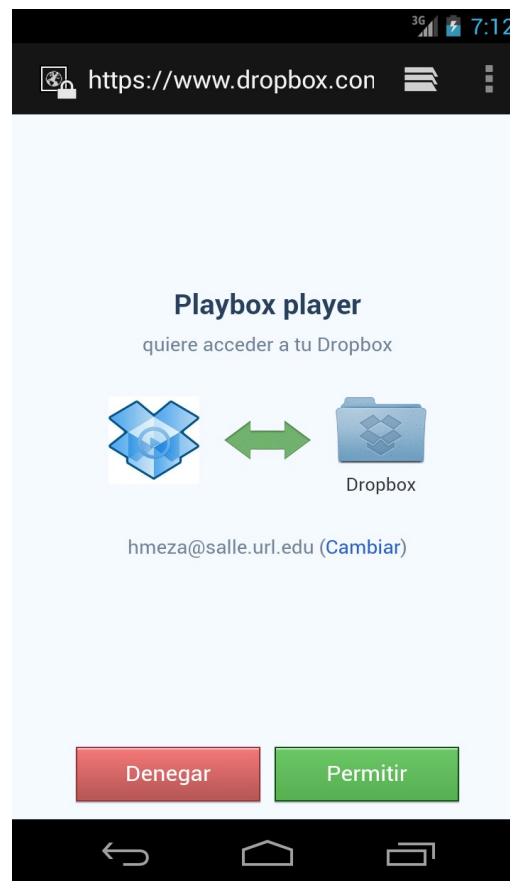 3G 7:12
https://www.dropbox.con
Playbox player
quiere acceder a tu Dropbox
Dropbox
hmeza@salle.url.edu (Cambiar)
Denegar Permitir